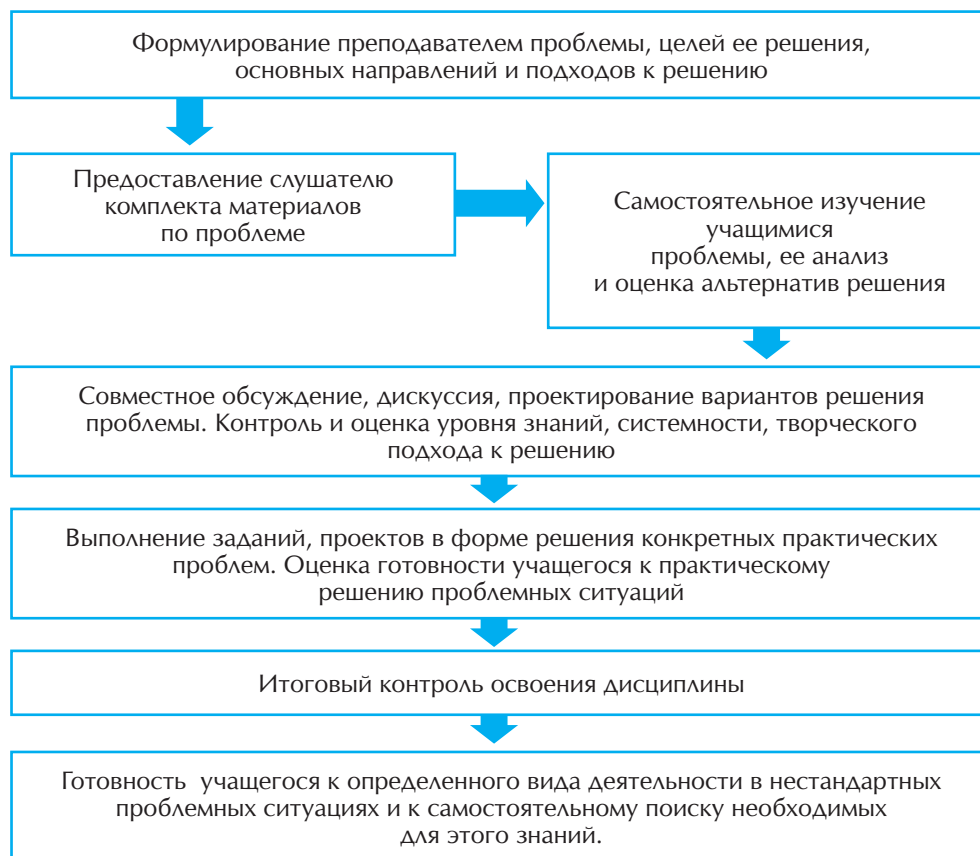 Формулирование преподавателем проблемы, целей ее решения,
основных направлений и подходов к решению
Предоставление слушателю
комплекта материалов
по проблеме
Самостоятельное изучение
учащимися
проблемы, ее анализ
и оценка альтернатив решения
Совместное обсуждение, дискуссия, проектирование вариантов решения
проблемы. Контроль и оценка уровня знаний, системности, творческого
подхода к решению
Выполнение заданий, проектов в форме решения конкретных практических
проблем. Оценка готовности учащегося к практическому
решению проблемных ситуаций
Итоговый контроль освоения дисциплины
Готовность учащегося к определенного вида деятельности в нестандартных
проблемных ситуациях и к самостоятельному поиску необходимых
для этого знаний.